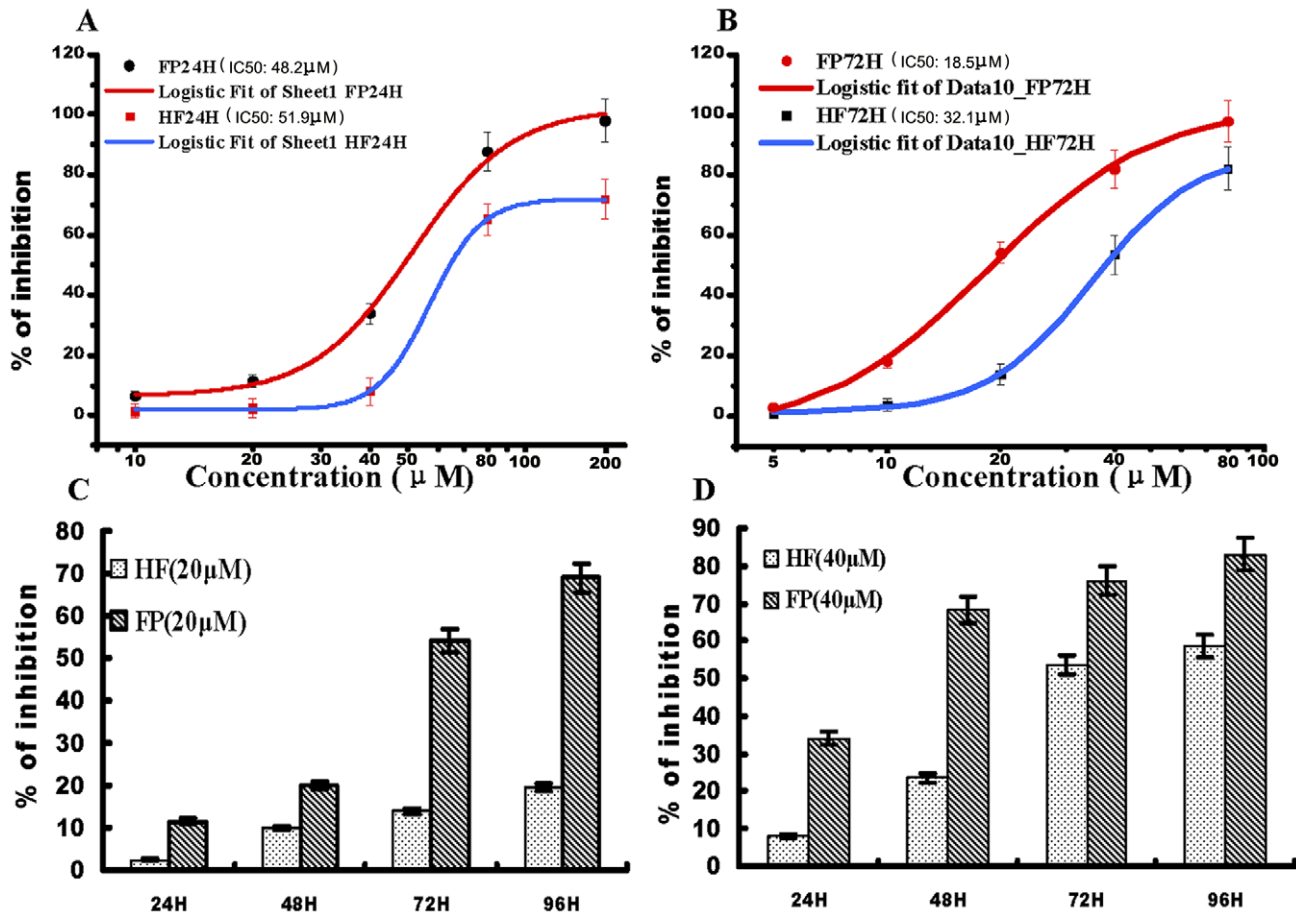 A
120
100
80
60
40
20
0
% of inhibition
FP24H (IC50: 48.2μM)
Logistic Fit of Sheet1 FP24H
HF24H (IC50: 51.9μM)
Logistic Fit of Sheet1 HF24H
10 20 30 40 50 80 100 200
Concentration ( μ M)
B
120
100
80
60
40
20
0
% of inhibition
FP72H (IC50: 18.5μM)
Logistic fit of Data10_FP72H
HF72H (IC50: 32.1μM)
Logistic fit of Data10_HF72H
5 10 20 40 80 100
Concentration ( μ M)
C
80
70
60
50
40
30
20
10
0
% of inhibition
HF(20μM)
FP(20μM)
24H 48H 72H 96H
D
90
80
70
60
50
40
30
20
10
0
% of inhibition
HF(40μM)
FP(40μM)
24H 48H 72H 96H